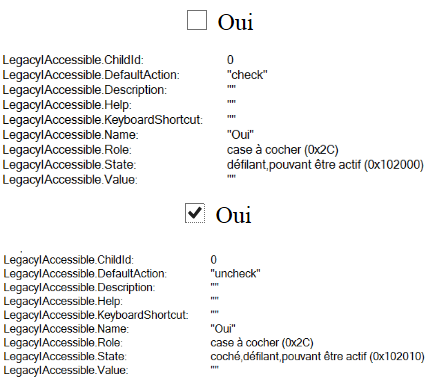 Oui
LegacyIAccessible.ChildId: 0
LegacyIAccessible.DefaultAction: "check"
LegacyIAccessible.Description: ""
LegacyIAccessible.Help: ""
LegacyIAccessible.KeyboardShortcut: ""
LegacyIAccessible.Name: "Oui"
LegacyIAccessible.Role: case à cocher (0x2C)
LegacyIAccessible.State: défilant,pouvant être actif (0x102000)
LegacyIAccessible.Value: ""
Oui
LegacyIAccessible.ChildId: 0
LegacyIAccessible.DefaultAction: "uncheck"
LegacyIAccessible.Description: ""
LegacyIAccessible.Help: ""
LegacyIAccessible.KeyboardShortcut: ""
LegacyIAccessible.Name: "Oui"
LegacyIAccessible.Role: case à cocher (0x2C)
LegacyIAccessible.State: coché,défilant,pouvant être actif (0x102010)
LegacyIAccessible.Value: ""